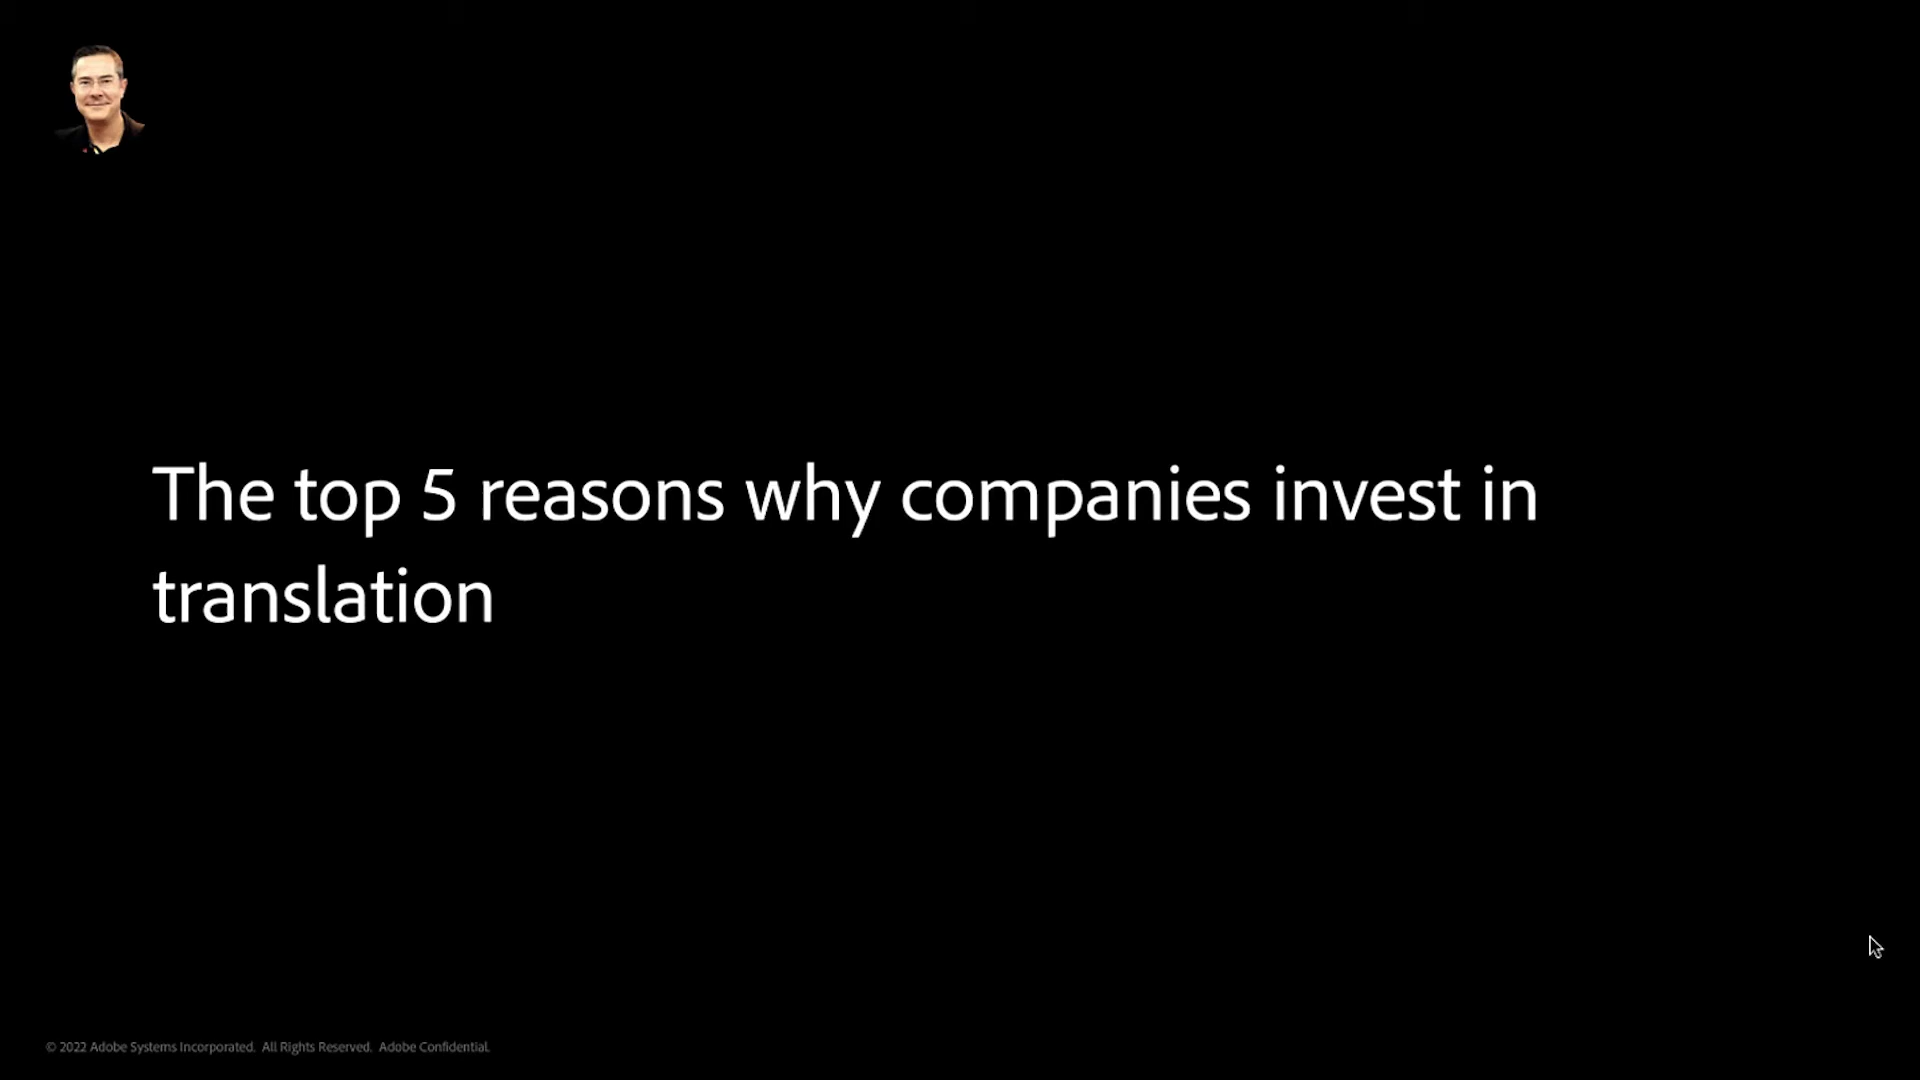 The top 5 reasons why companies invest in
translation
© 2022 Adobe Systems Incorporated. All Rights Reserved. Adobe Confidential.